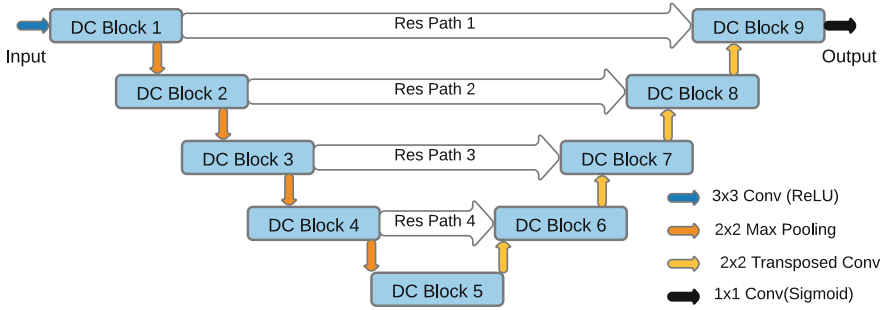 DC Block 1
Res Path 1
DC Block 9
Input
Output
DC Block 2
Res Path 2
DC Block 8
DC Block 3
Res Path 3
DC Block 7
DC Block 4
Res Path 4
DC Block 6
DC Block 5
3x3 Conv (ReLU)
2x2 Max Pooling
2x2 Transposed Conv
1x1 Conv(Sigmoid)